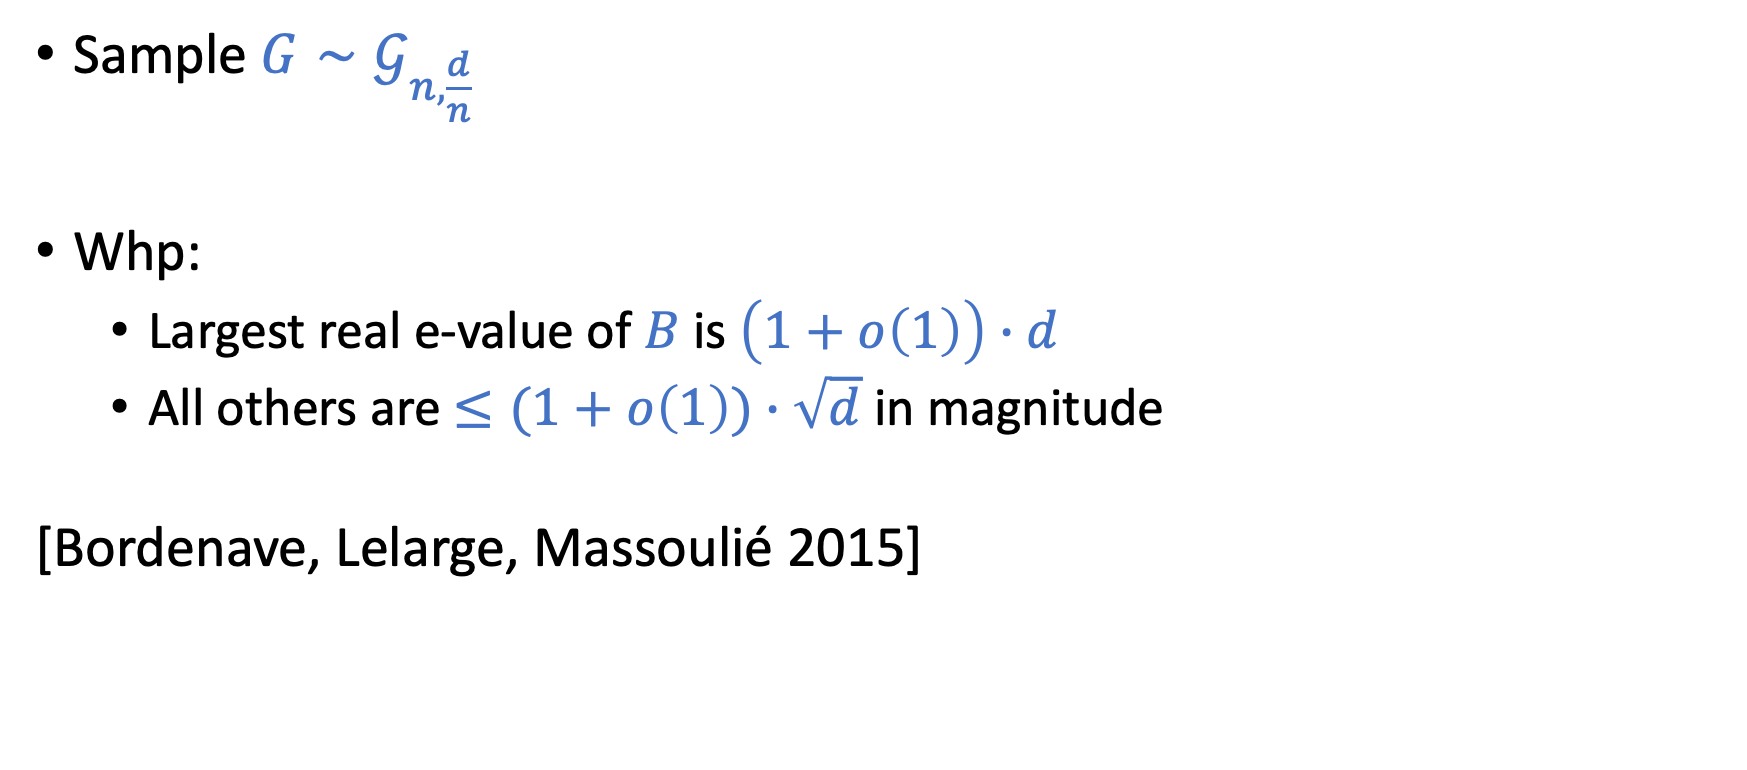 • Sample G ~ 𝒢_{n,\frac{d}{n}}
• Whp:
• Largest real e-value of B is (1 + o(1)) · d
• All others are ≤ (1 + o(1)) · √d in magnitude
[Bordenave, Lelarge, Massoulié 2015]